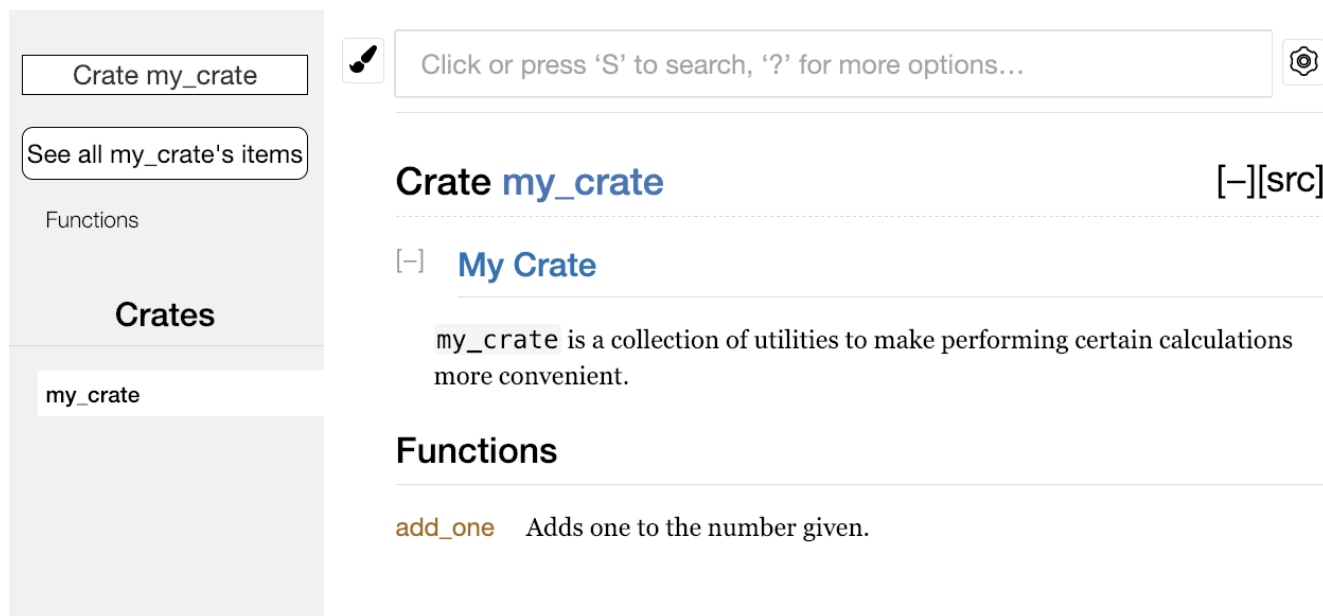 Crate my_crate
See all my_crate's items
Functions
Crates
my_crate
Click or press ‘S’ to search, ‘?’ for more options…
Crate my_crate
[–][src]
[–]
My Crate
my_crate is a collection of utilities to make performing certain calculations
more convenient.
Functions
add_one Adds one to the number given.